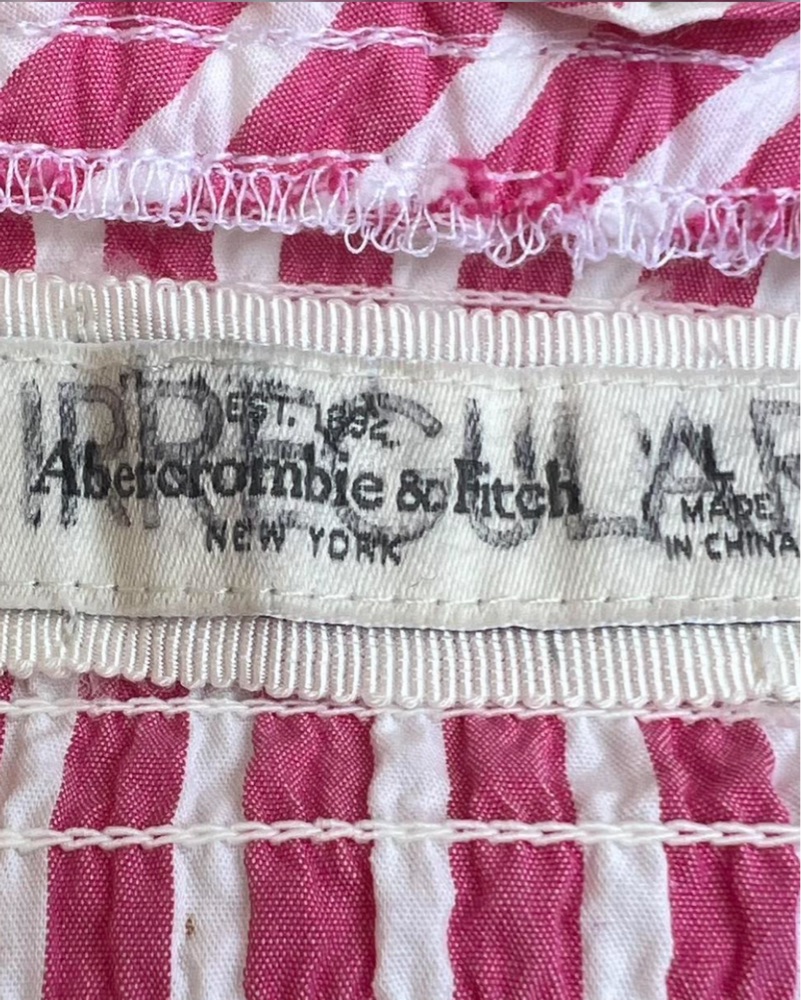 IRREGULAR
EST. 1892.
Abercrombie & Fitch
NEW YORK
L
MADE
IN CHINA